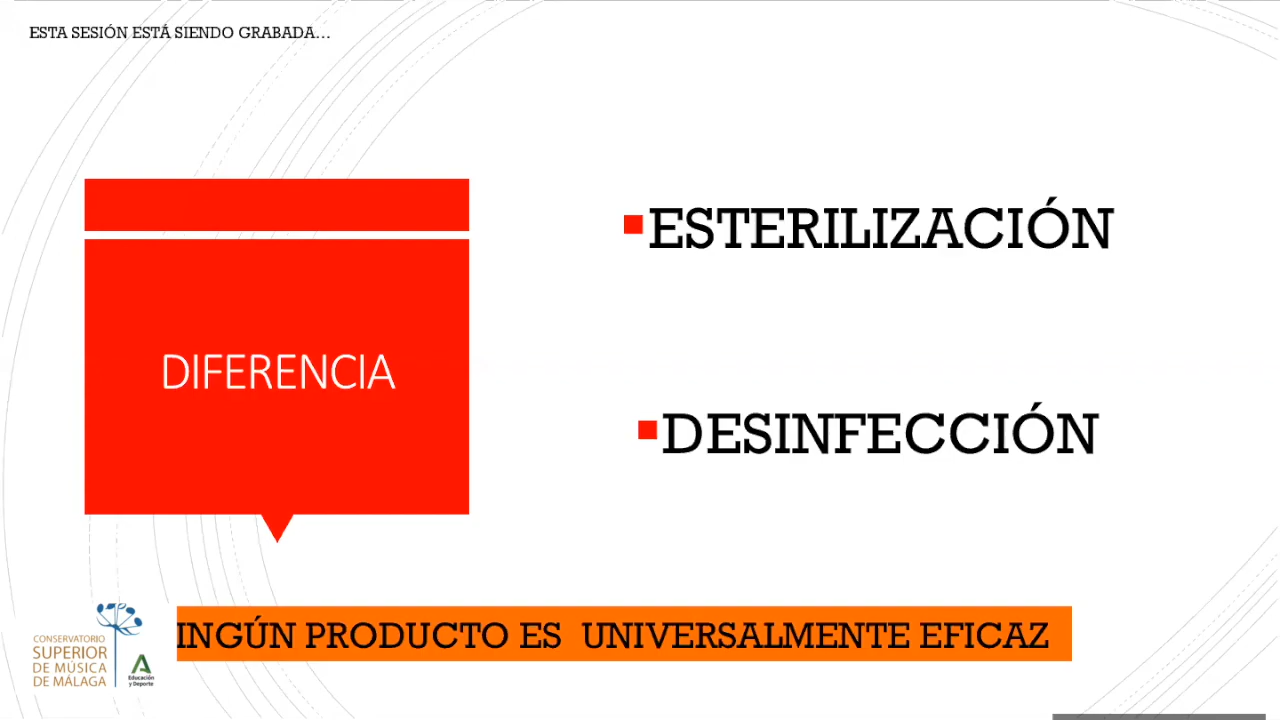 ESTA SESIÓN ESTÁ SIENDO GRABADA...
DIFERENCIA
ESTERILIZACIÓN
DESINFECCIÓN
INGÚN PRODUCTO ES UNIVERSALMENTE EFICAZ
CONSERVATORIO
SUPERIOR
DE MÚSICA
DE MÁLAGA
Educación
y Deporte